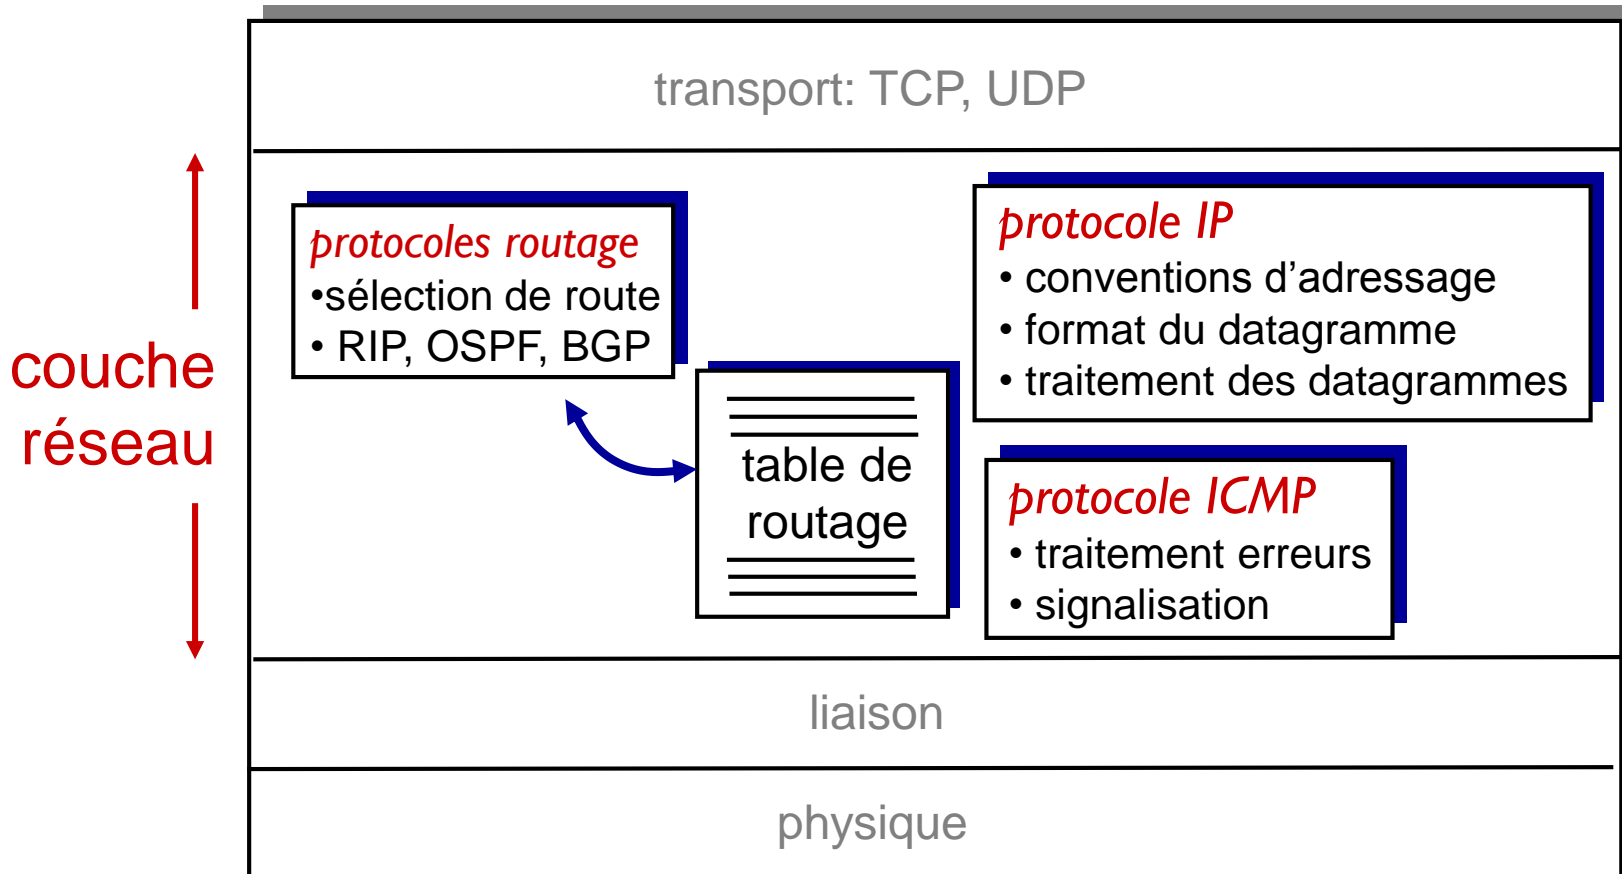 transport: TCP, UDP
couche
réseau
protocoles routage
•sélection de route
• RIP, OSPF, BGP
table de
routage
protocole IP
• conventions d’adressage
• format du datagramme
• traitement des datagrammes
protocole ICMP
• traitement erreurs
• signalisation
liaison
physique